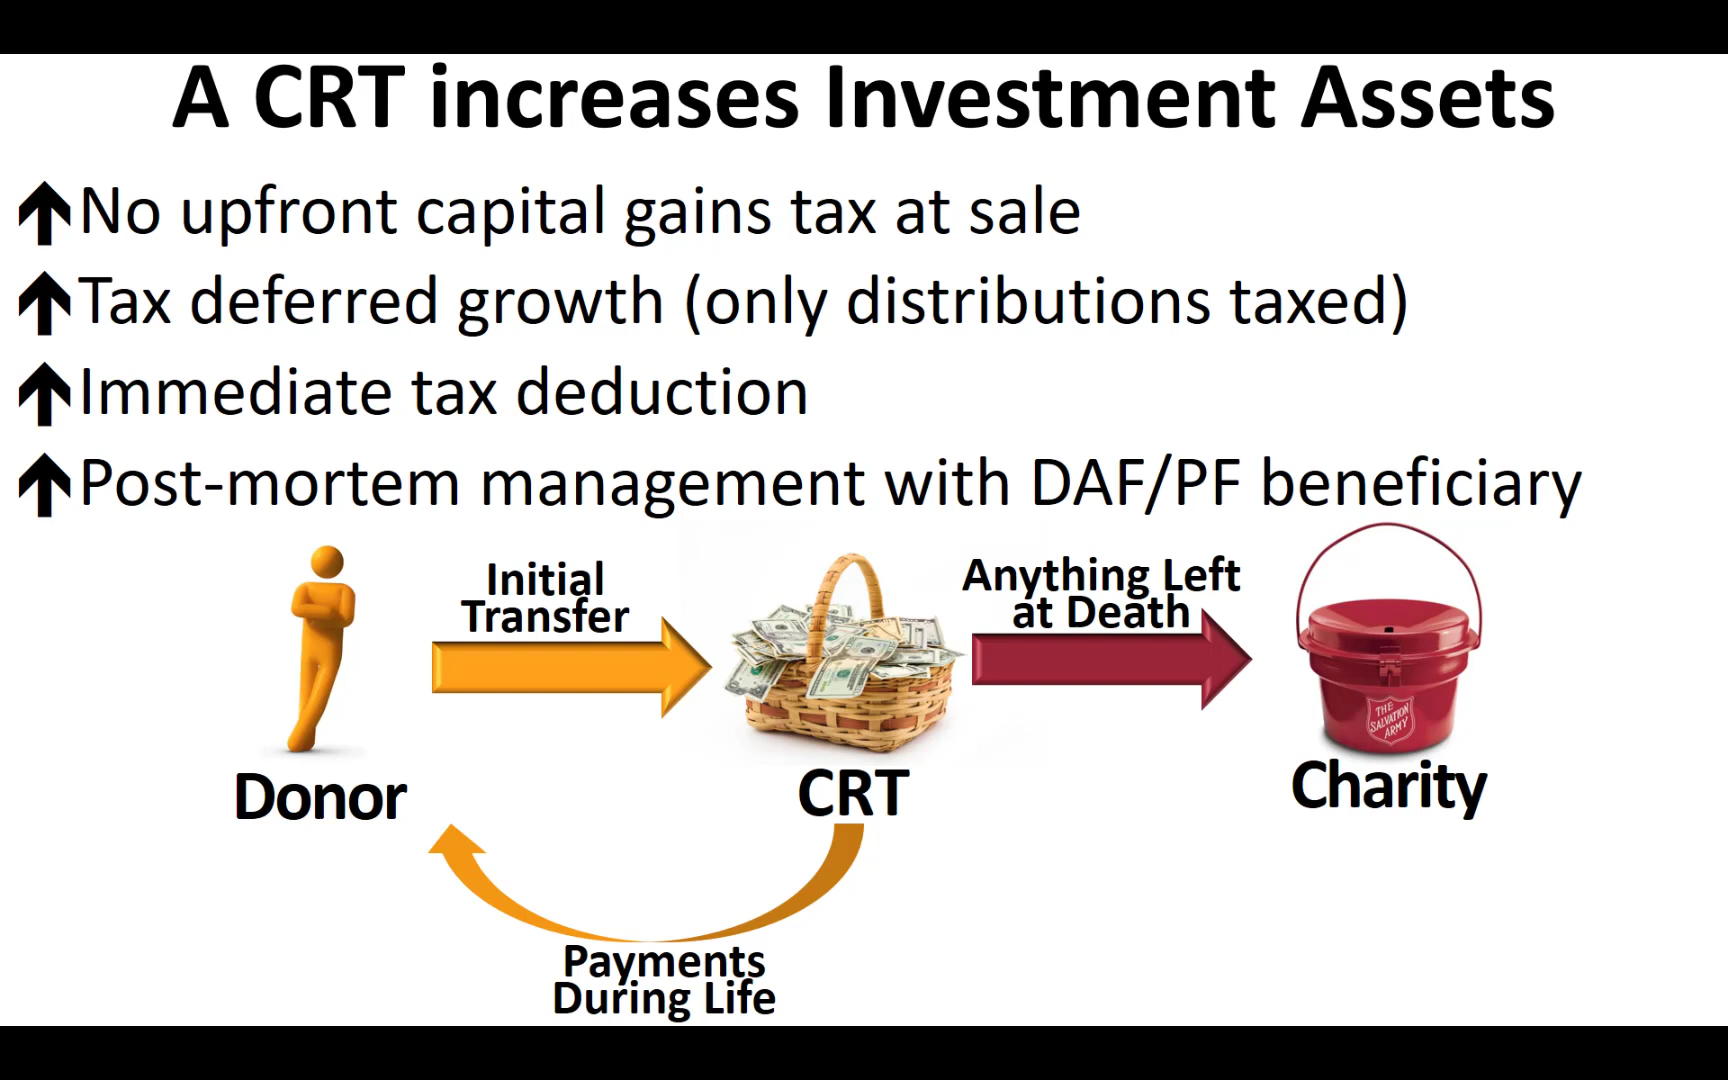 A CRT increases Investment Assets
No upfront capital gains tax at sale
Tax deferred growth (only distributions taxed)
Immediate tax deduction
Post-mortem management with DAF/PF beneficiary
Initial
Transfer
Anything Left
at Death
THE
SALVATION
ARMY
Donor
CRT
Charity
Payments
During Life